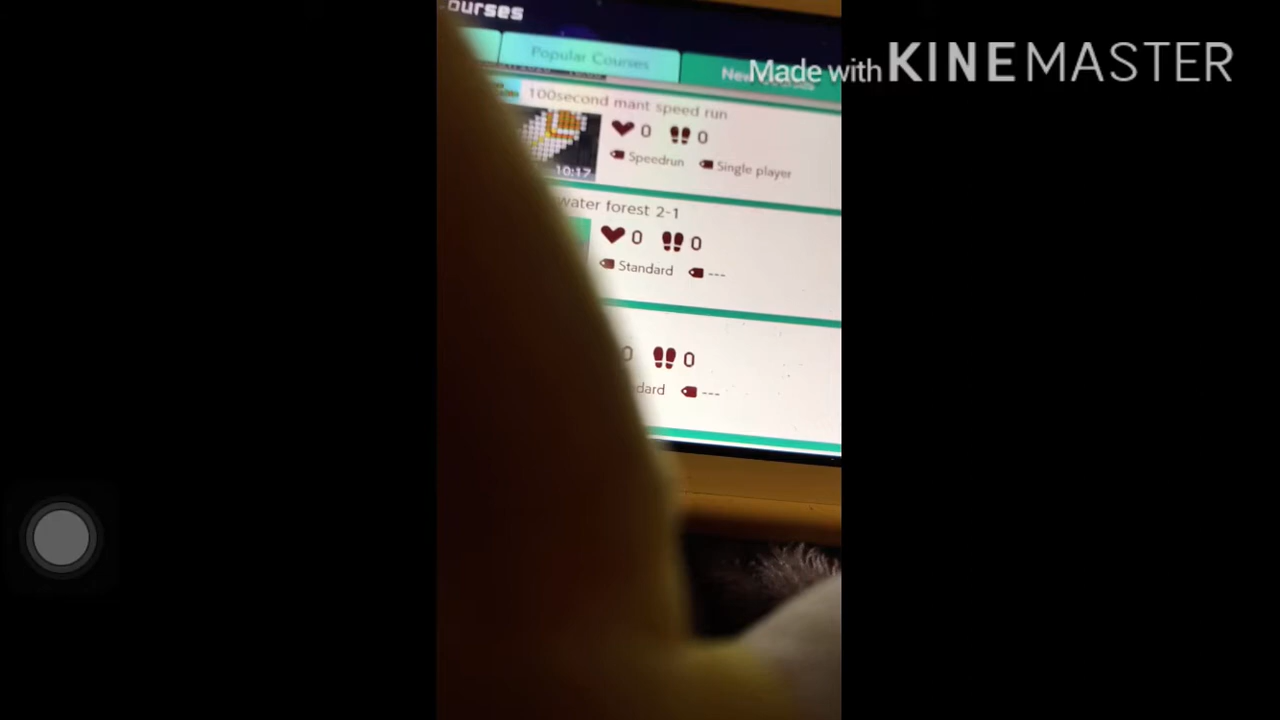 ourses
Popular Courses
Made with KINEMASTER
100second mant speed run
0 0
Speedrun Single player
10:17
water forest 2-1
0 0
Standard ---
0 0
dard ---